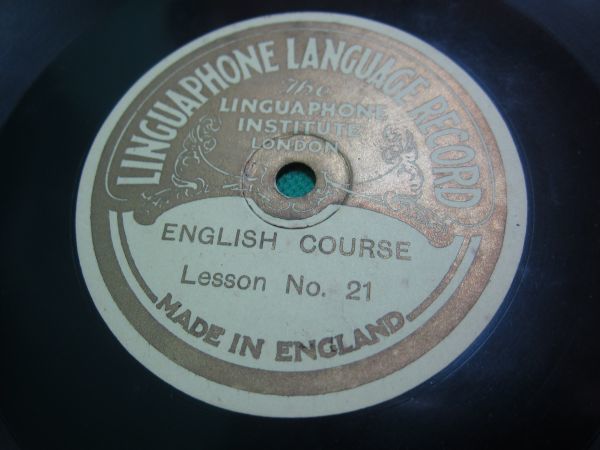 LINGUAPHONE LANGUAGE RECORD
The
LINGUAPHONE
INSTITUTE
LONDON
ENGLISH COURSE
Lesson No. 21
MADE IN ENGLAND